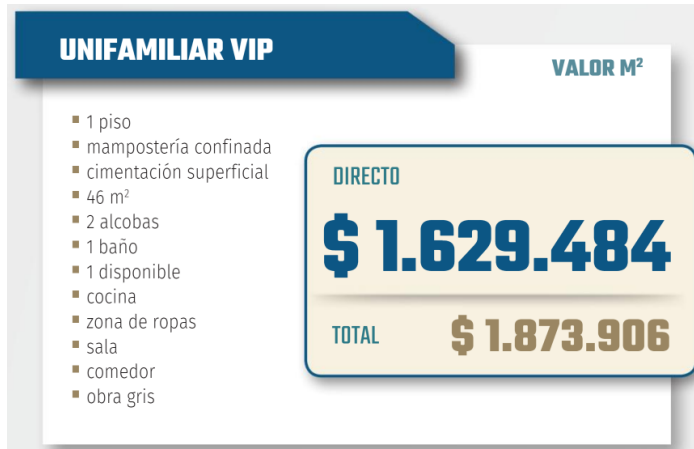 UNIFAMILIAR VIP
VALOR M²
▪ 1 piso
▪ mampostería confinada
▪ cimentación superficial
▪ 46 m²
▪ 2 alcobas
▪ 1 baño
▪ 1 disponible
▪ cocina
▪ zona de ropas
▪ sala
▪ comedor
▪ obra gris
DIRECTO
$ 1.629.484
TOTAL $ 1.873.906